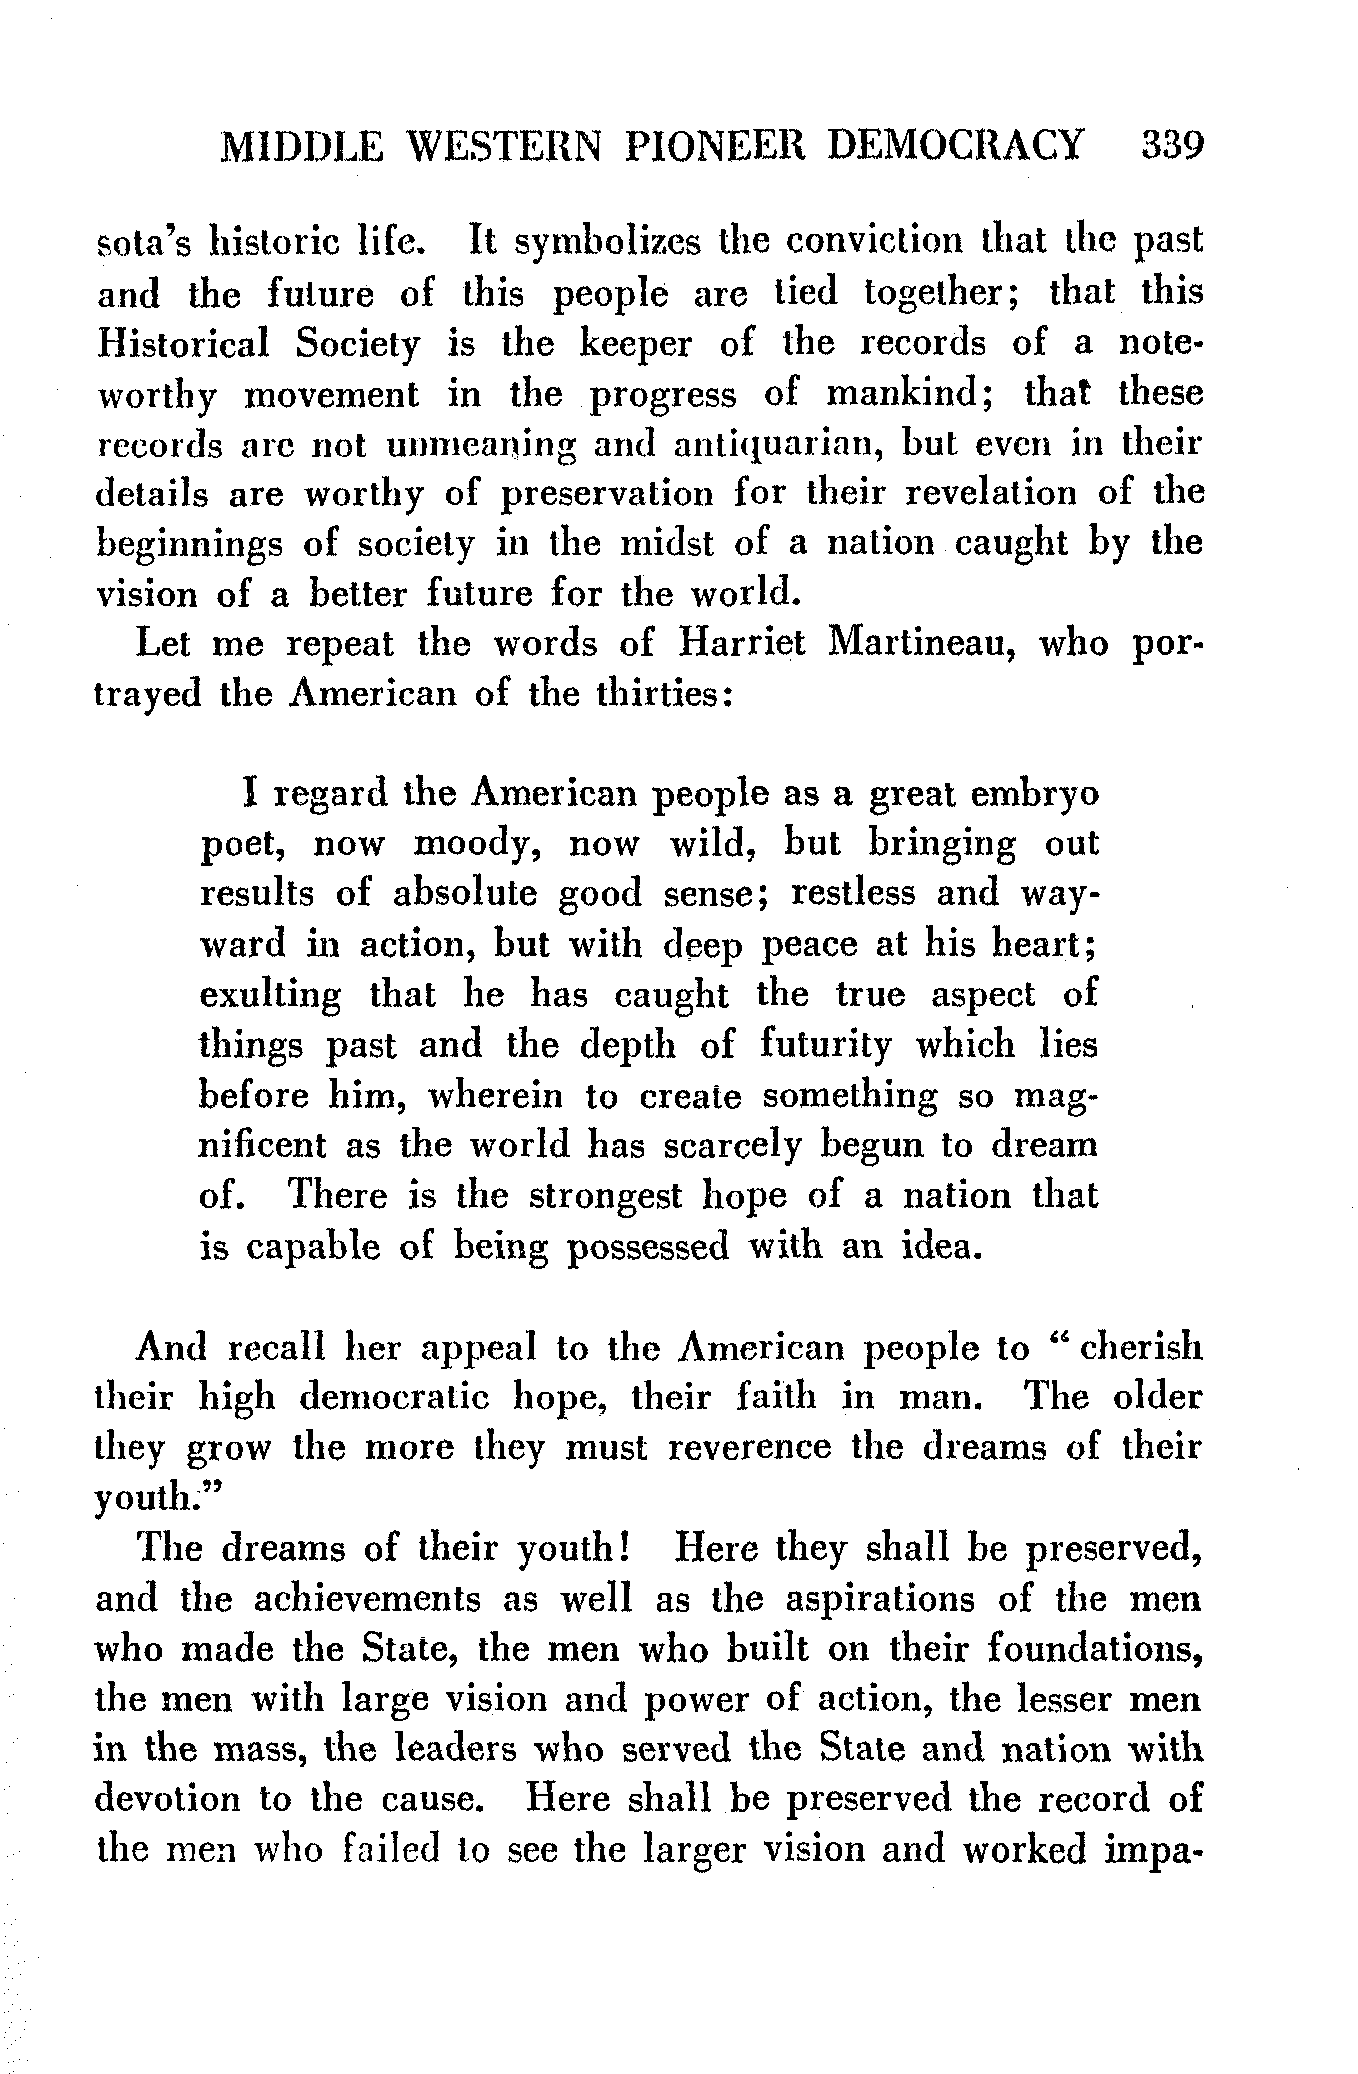 MIDDLE WESTERN PIONEER DEMOCRACY 339
sota's historic life. It symbolizes the conviction that the past
and the future of this people are tied together; that this
Historical Society is the keeper of the records of a note-
worthy movement in the progress of mankind; that these
records are not unmeaning and antiquarian, but even in their
details are worthy of preservation for their revelation of the
beginnings of society in the midst of a nation caught by the
vision of a better future for the world.
Let me repeat the words of Harriet Martineau, who por-
trayed the American of the thirties:
I regard the American people as a great embryo
poet, now moody, now wild, but bringing out
results of absolute good sense; restless and way-
ward in action, but with deep peace at his heart;
exulting that he has caught the true aspect of
things past and the depth of futurity which lies
before him, wherein to create something so mag-
nificent as the world has scarcely begun to dream
of. There is the strongest hope of a nation that
is capable of being possessed with an idea.
And recall her appeal to the American people to "cherish
their high democratic hope, their faith in man. The older
they grow the more they must reverence the dreams of their
youth."
The dreams of their youth! Here they shall be preserved,
and the achievements as well as the aspirations of the men
who made the State, the men who built on their foundations,
the men with large vision and power of action, the lesser men
in the mass, the leaders who served the State and nation with
devotion to the cause. Here shall be preserved the record of
the men who failed to see the larger vision and worked impa-